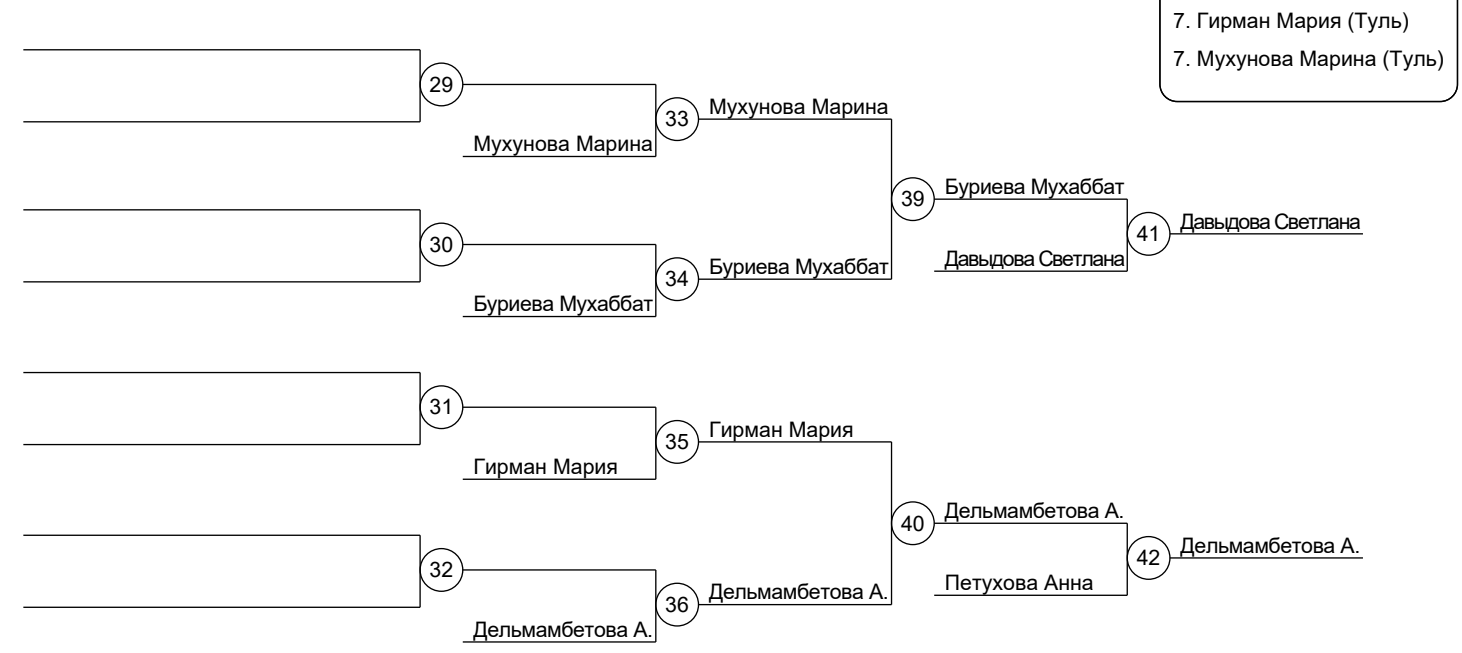 7. Гирман Мария (Туль)
7. Мухунова Марина (Туль)
29
Мухунова Марина
33
Мухунова Марина
39
Буриева Мухаббат
41
Давыдова Светлана
30
Буриева Мухаббат
34
Буриева Мухаббат
Давыдова Светлана
31
Гирман Мария
35
Гирман Мария
40
Дельмамбетова А.
42
Дельмамбетова А.
32
Дельмамбетова А.
36
Дельмамбетова А.
Петухова Анна